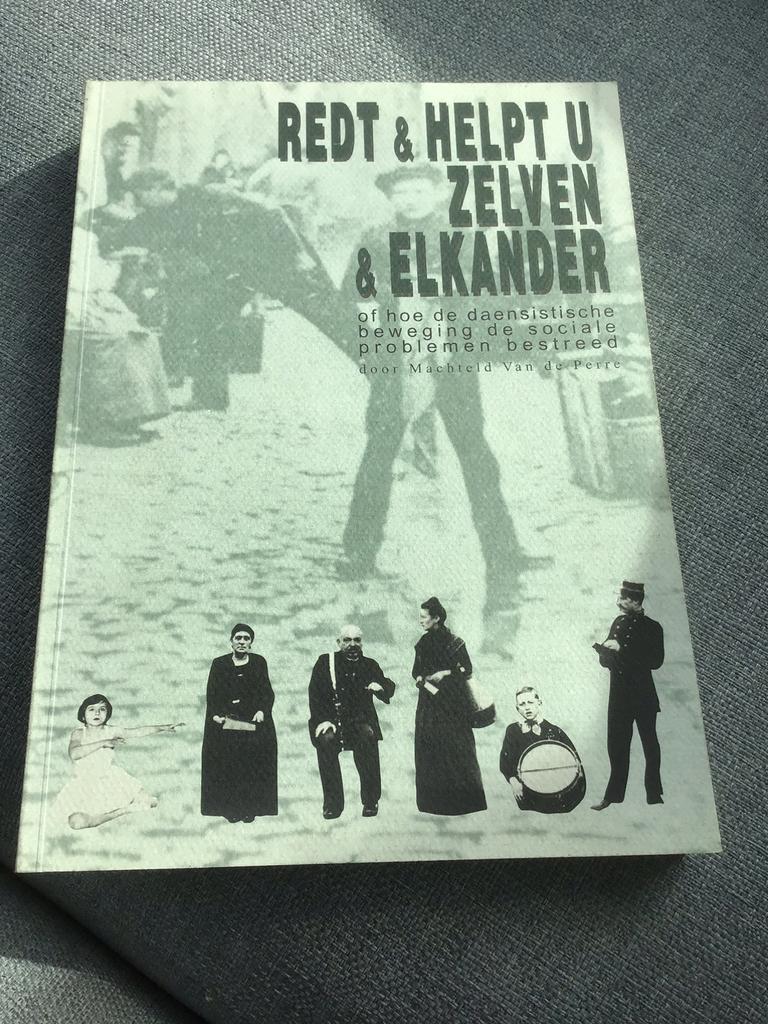 REDT & HELPT U
ZELVEN
& ELKANDER
of hoe de daensistische
beweging de sociale
problemen bestreed
door Machteld Van de Perre